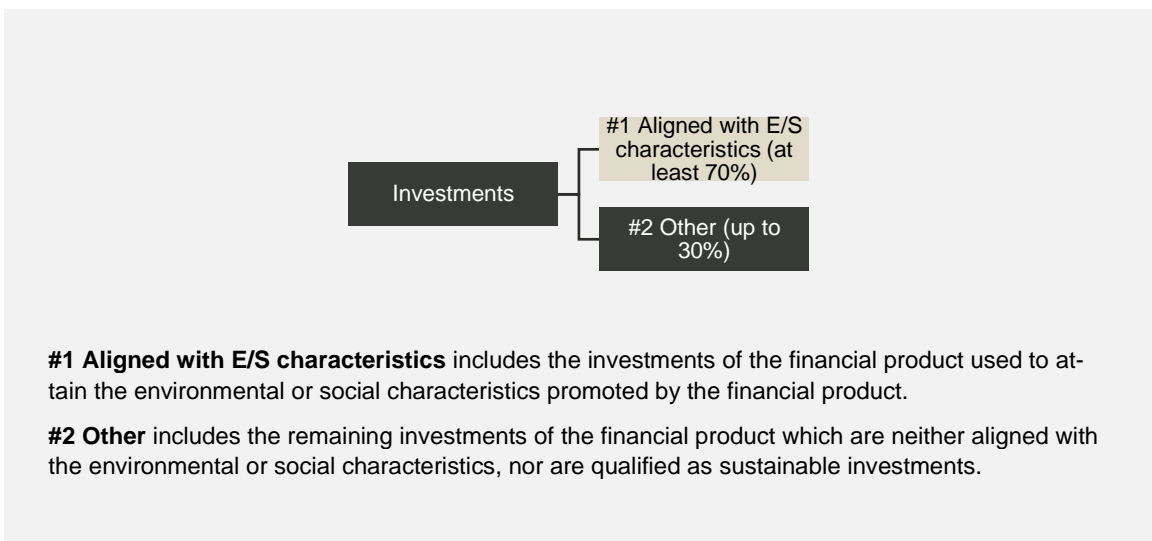 #1 Aligned with E/S
characteristics (at
least 70%)
Investments
#2 Other (up to
30%)
#1 Aligned with E/S characteristics includes the investments of the financial product used to at-
tain the environmental or social characteristics promoted by the financial product.
#2 Other includes the remaining investments of the financial product which are neither aligned with
the environmental or social characteristics, nor are qualified as sustainable investments.